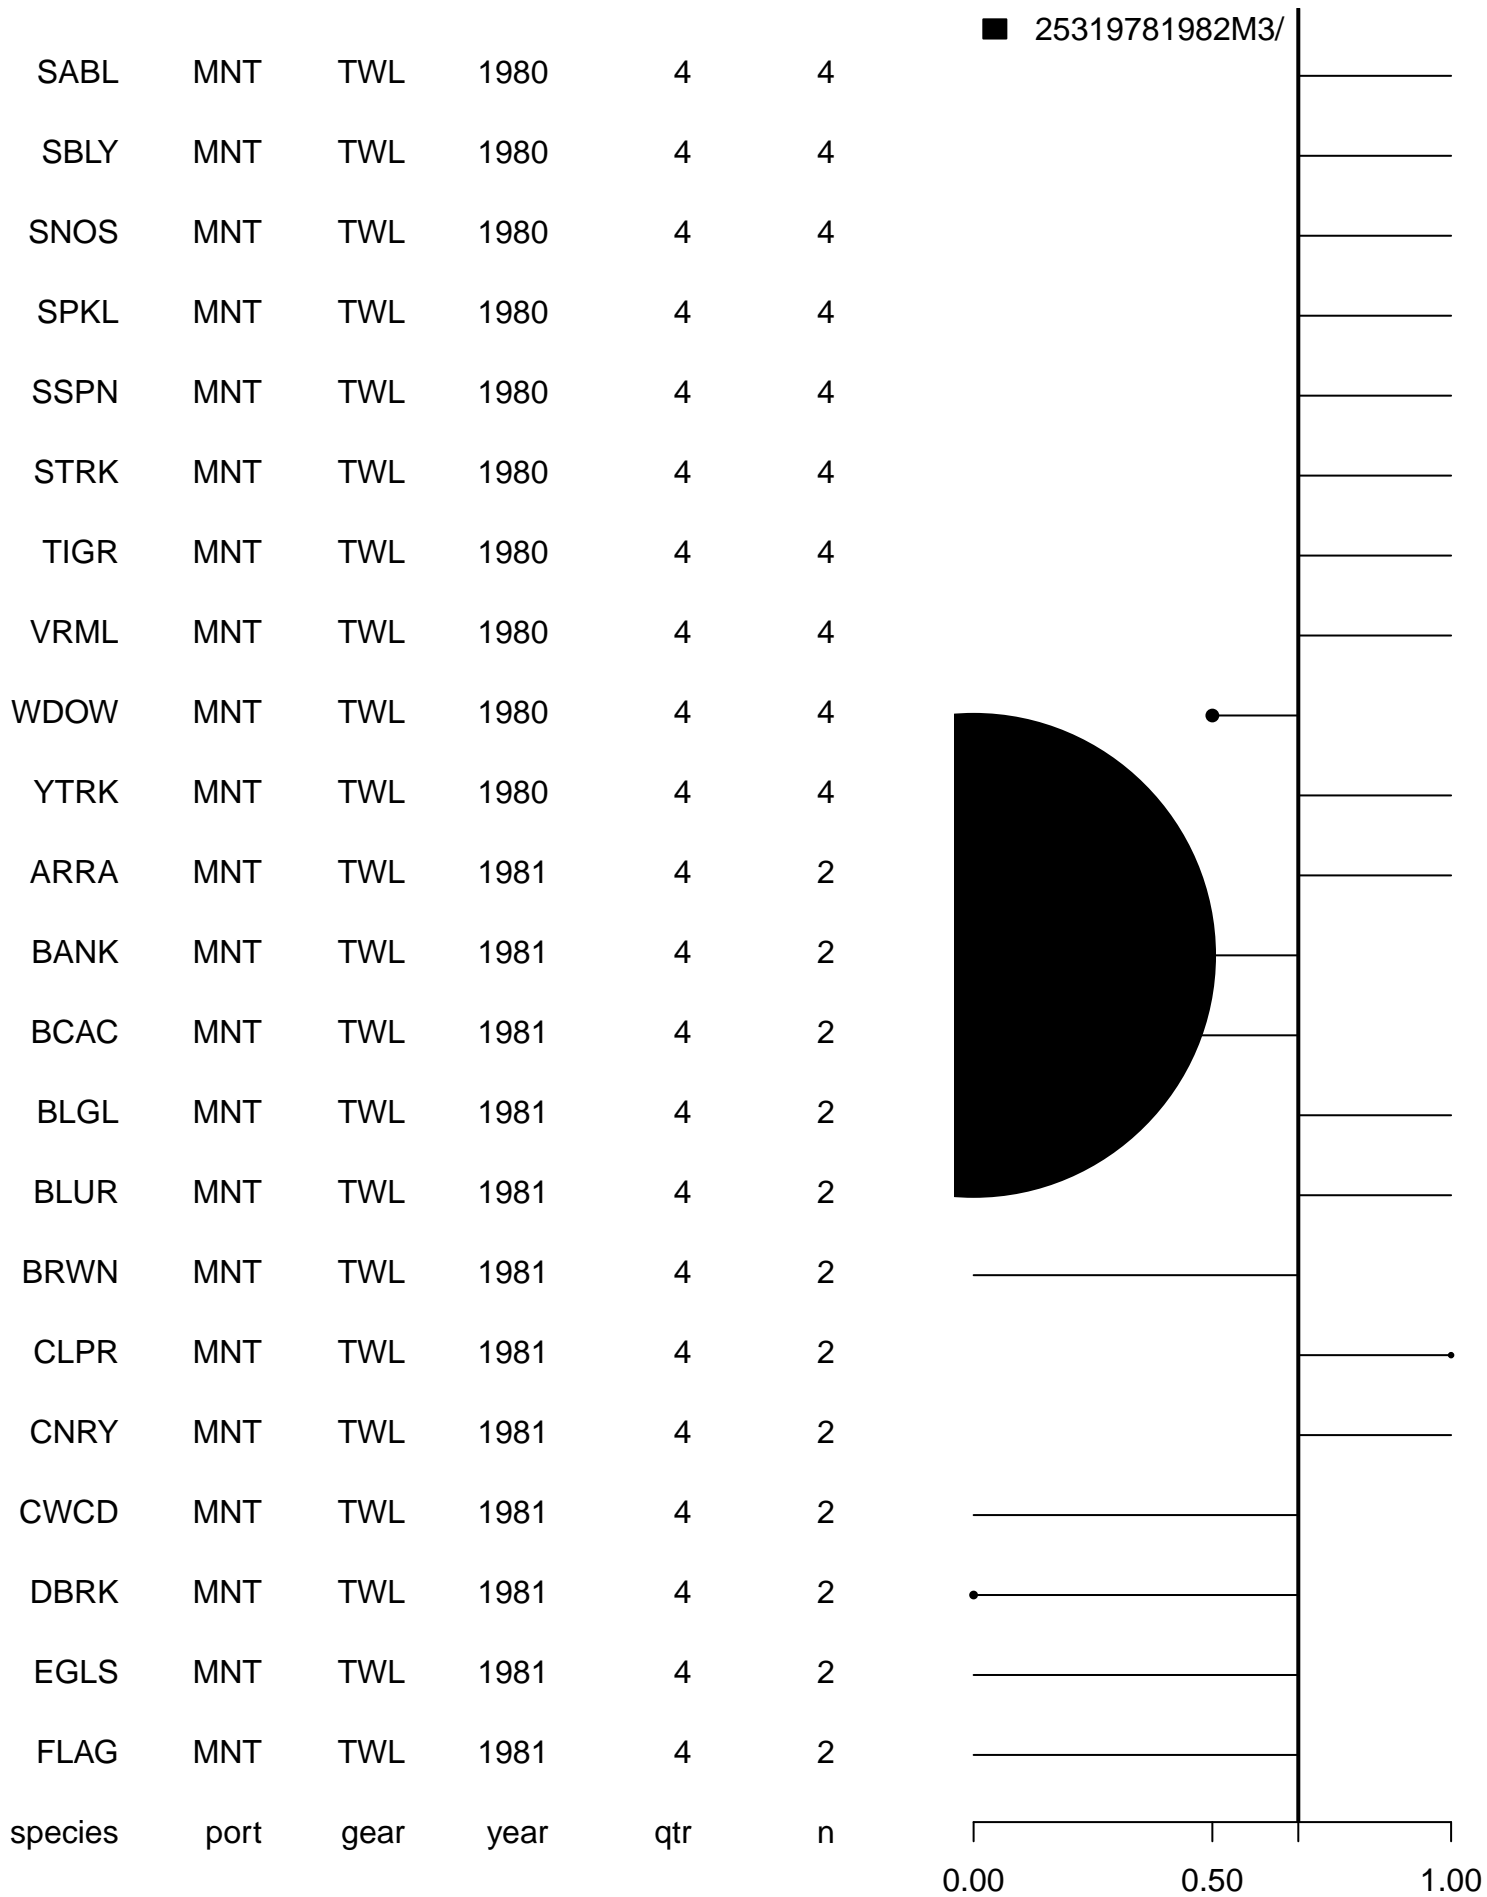 25319781982M3/
SABL MNT TWL 1980 4 4
SBLY MNT TWL 1980 4 4
SNOS MNT TWL 1980 4 4
SPKL MNT TWL 1980 4 4
SSPN MNT TWL 1980 4 4
STRK MNT TWL 1980 4 4
TIGR MNT TWL 1980 4 4
VRML MNT TWL 1980 4 4
WDOW MNT TWL 1980 4 4
YTRK MNT TWL 1980 4 4
ARRA MNT TWL 1981 4 2
BANK MNT TWL 1981 4 2
BCAC MNT TWL 1981 4 2
BLGL MNT TWL 1981 4 2
BLUR MNT TWL 1981 4 2
BRWN MNT TWL 1981 4 2
CLPR MNT TWL 1981 4 2
CNRY MNT TWL 1981 4 2
CWCD MNT TWL 1981 4 2
DBRK MNT TWL 1981 4 2
EGLS MNT TWL 1981 4 2
FLAG MNT TWL 1981 4 2
species port gear year qtr n
0.00 0.50 1.00